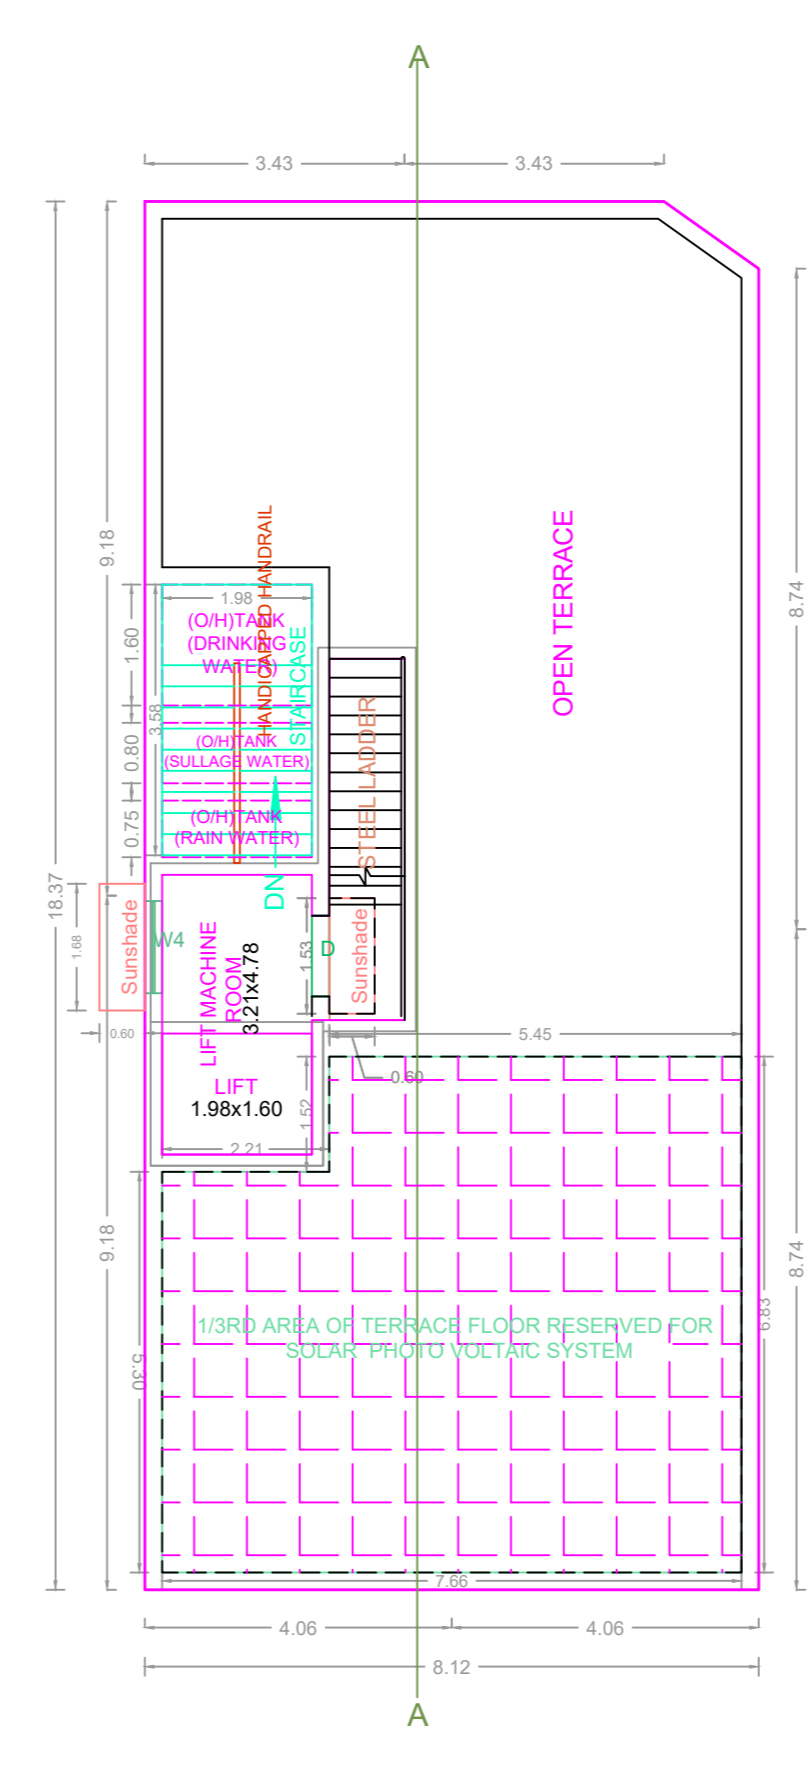 A
3.43
3.43
9.18
8.74
18.37
1.98
(O/H)TANK
(DRINKING
WATER)
1.60
3.58
HANDICAPPED HANDRAIL
STAIRCASE
OPEN TERRACE
0.80
(O/H)TANK
(SULLAGE WATER)
STEEL LADDER
0.75
(O/H)TANK
(RAIN WATER)
DN
Sunshade
1.68
W4
LIFT MACHINE
ROOM
3.21x4.78
1.53
D
Sunshade
0.60
5.45
0.60
LIFT
1.98x1.60
1.52
2.21
9.18
8.74
5.30
6.83
1/3RD AREA OF TERRACE FLOOR RESERVED FOR
SOLAR PHOTO VOLTAIC SYSTEM
7.66
4.06
4.06
8.12
A